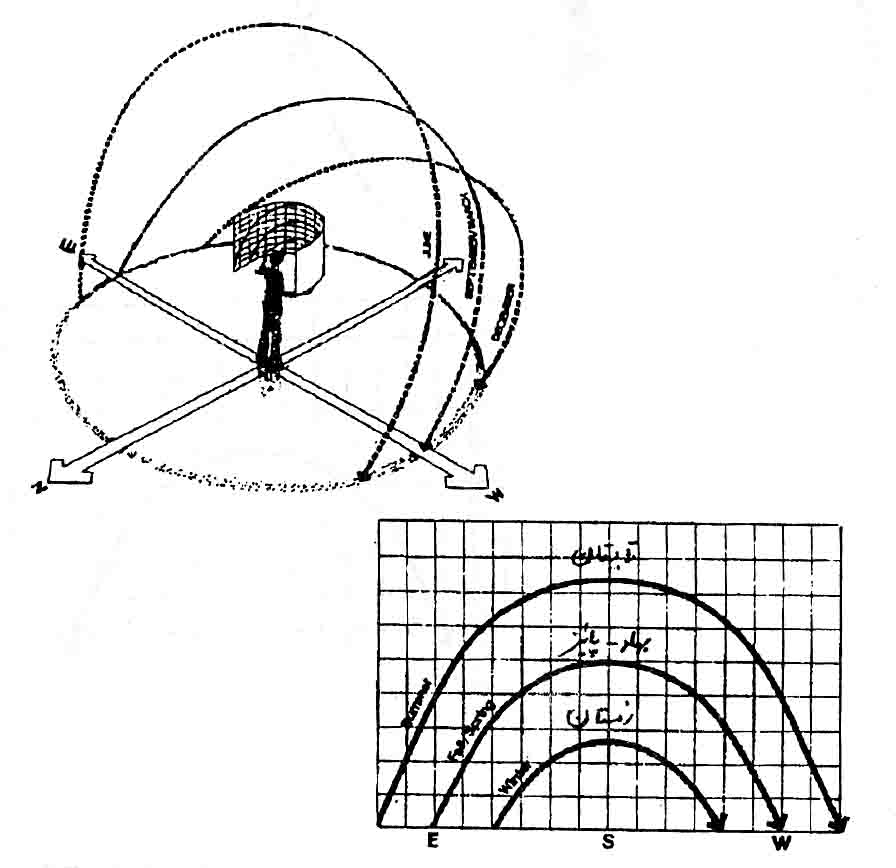 E
JUNE
SEPTEMBER/MARCH
DECEMBER
N
W
تابستان
بهار - پاییز
زمستان
Summer
Fall/Spring
Winter
E S W